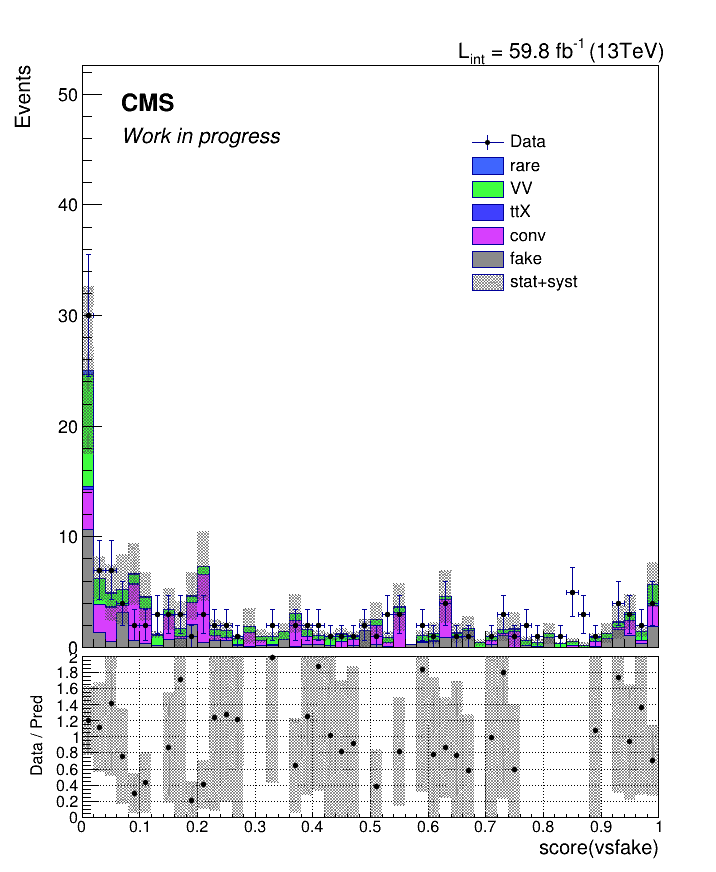 L_int = 59.8 fb^-1 (13TeV)
Events
CMS
Work in progress
Data
rare
VV
ttX
conv
fake
stat+syst
50
40
30
20
10
0
Data / Pred
2
1.8
1.6
1.4
1.2
1
0.8
0.6
0.4
0.2
0
0 0.1 0.2 0.3 0.4 0.5 0.6 0.7 0.8 0.9 1
score(vsfake)